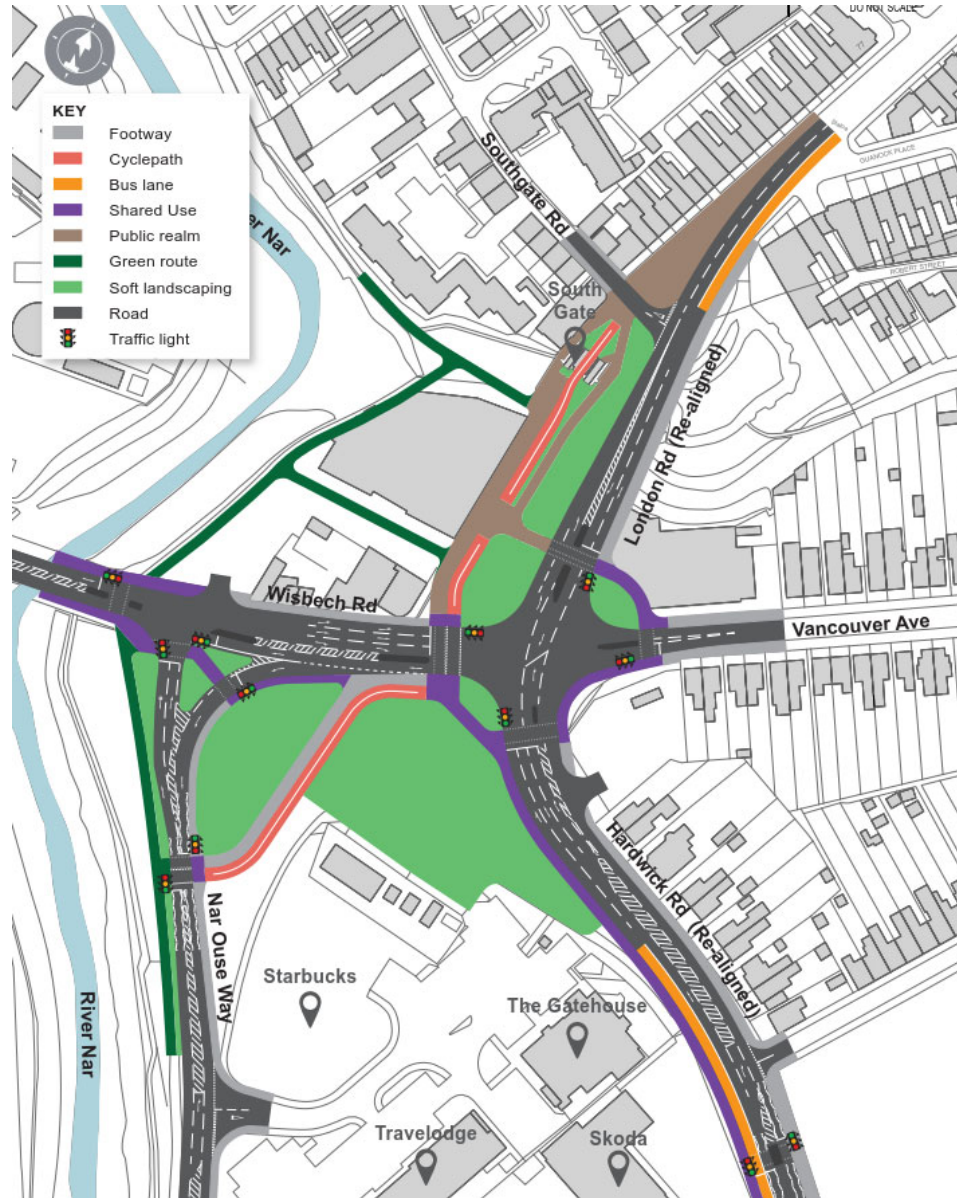 DO NOT SCALE
KEY
Footway
Cyclepath
Bus lane
Shared Use
Public realm
Green route
Soft landscaping
Road
Traffic light
er Nar
77
Southgate Rd
QUANOCK PLACE
ROBERT STREET
South
Gate
London Rd (Re-aligned)
Wisbech Rd
Vancouver Ave
Hardwick Rd (Re-aligned)
Nar Ouse Way
Starbucks
The Gatehouse
River Nar
Travelodge
Skoda